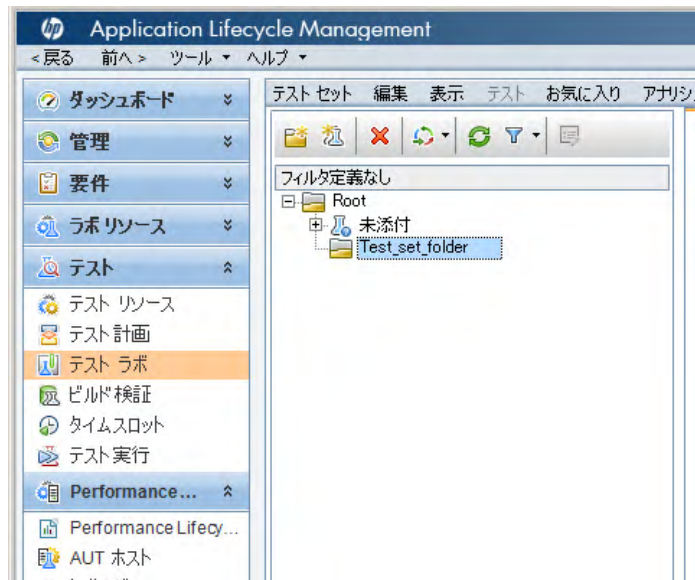 hp Application Lifecycle Management
<戻る 前へ> ツール ヘルプ
ダッシュボード
管理
要件
ラボ リソース
テスト
テスト リソース
テスト計画
テスト ラボ
ビルド検証
タイムスロット
テスト実行
Performance...
Performance Lifecy...
AUT ホスト
テスト セット 編集 表示 テスト お気に入り アナリシ
フィルタ定義なし
Root
未添付
Test_set_folder